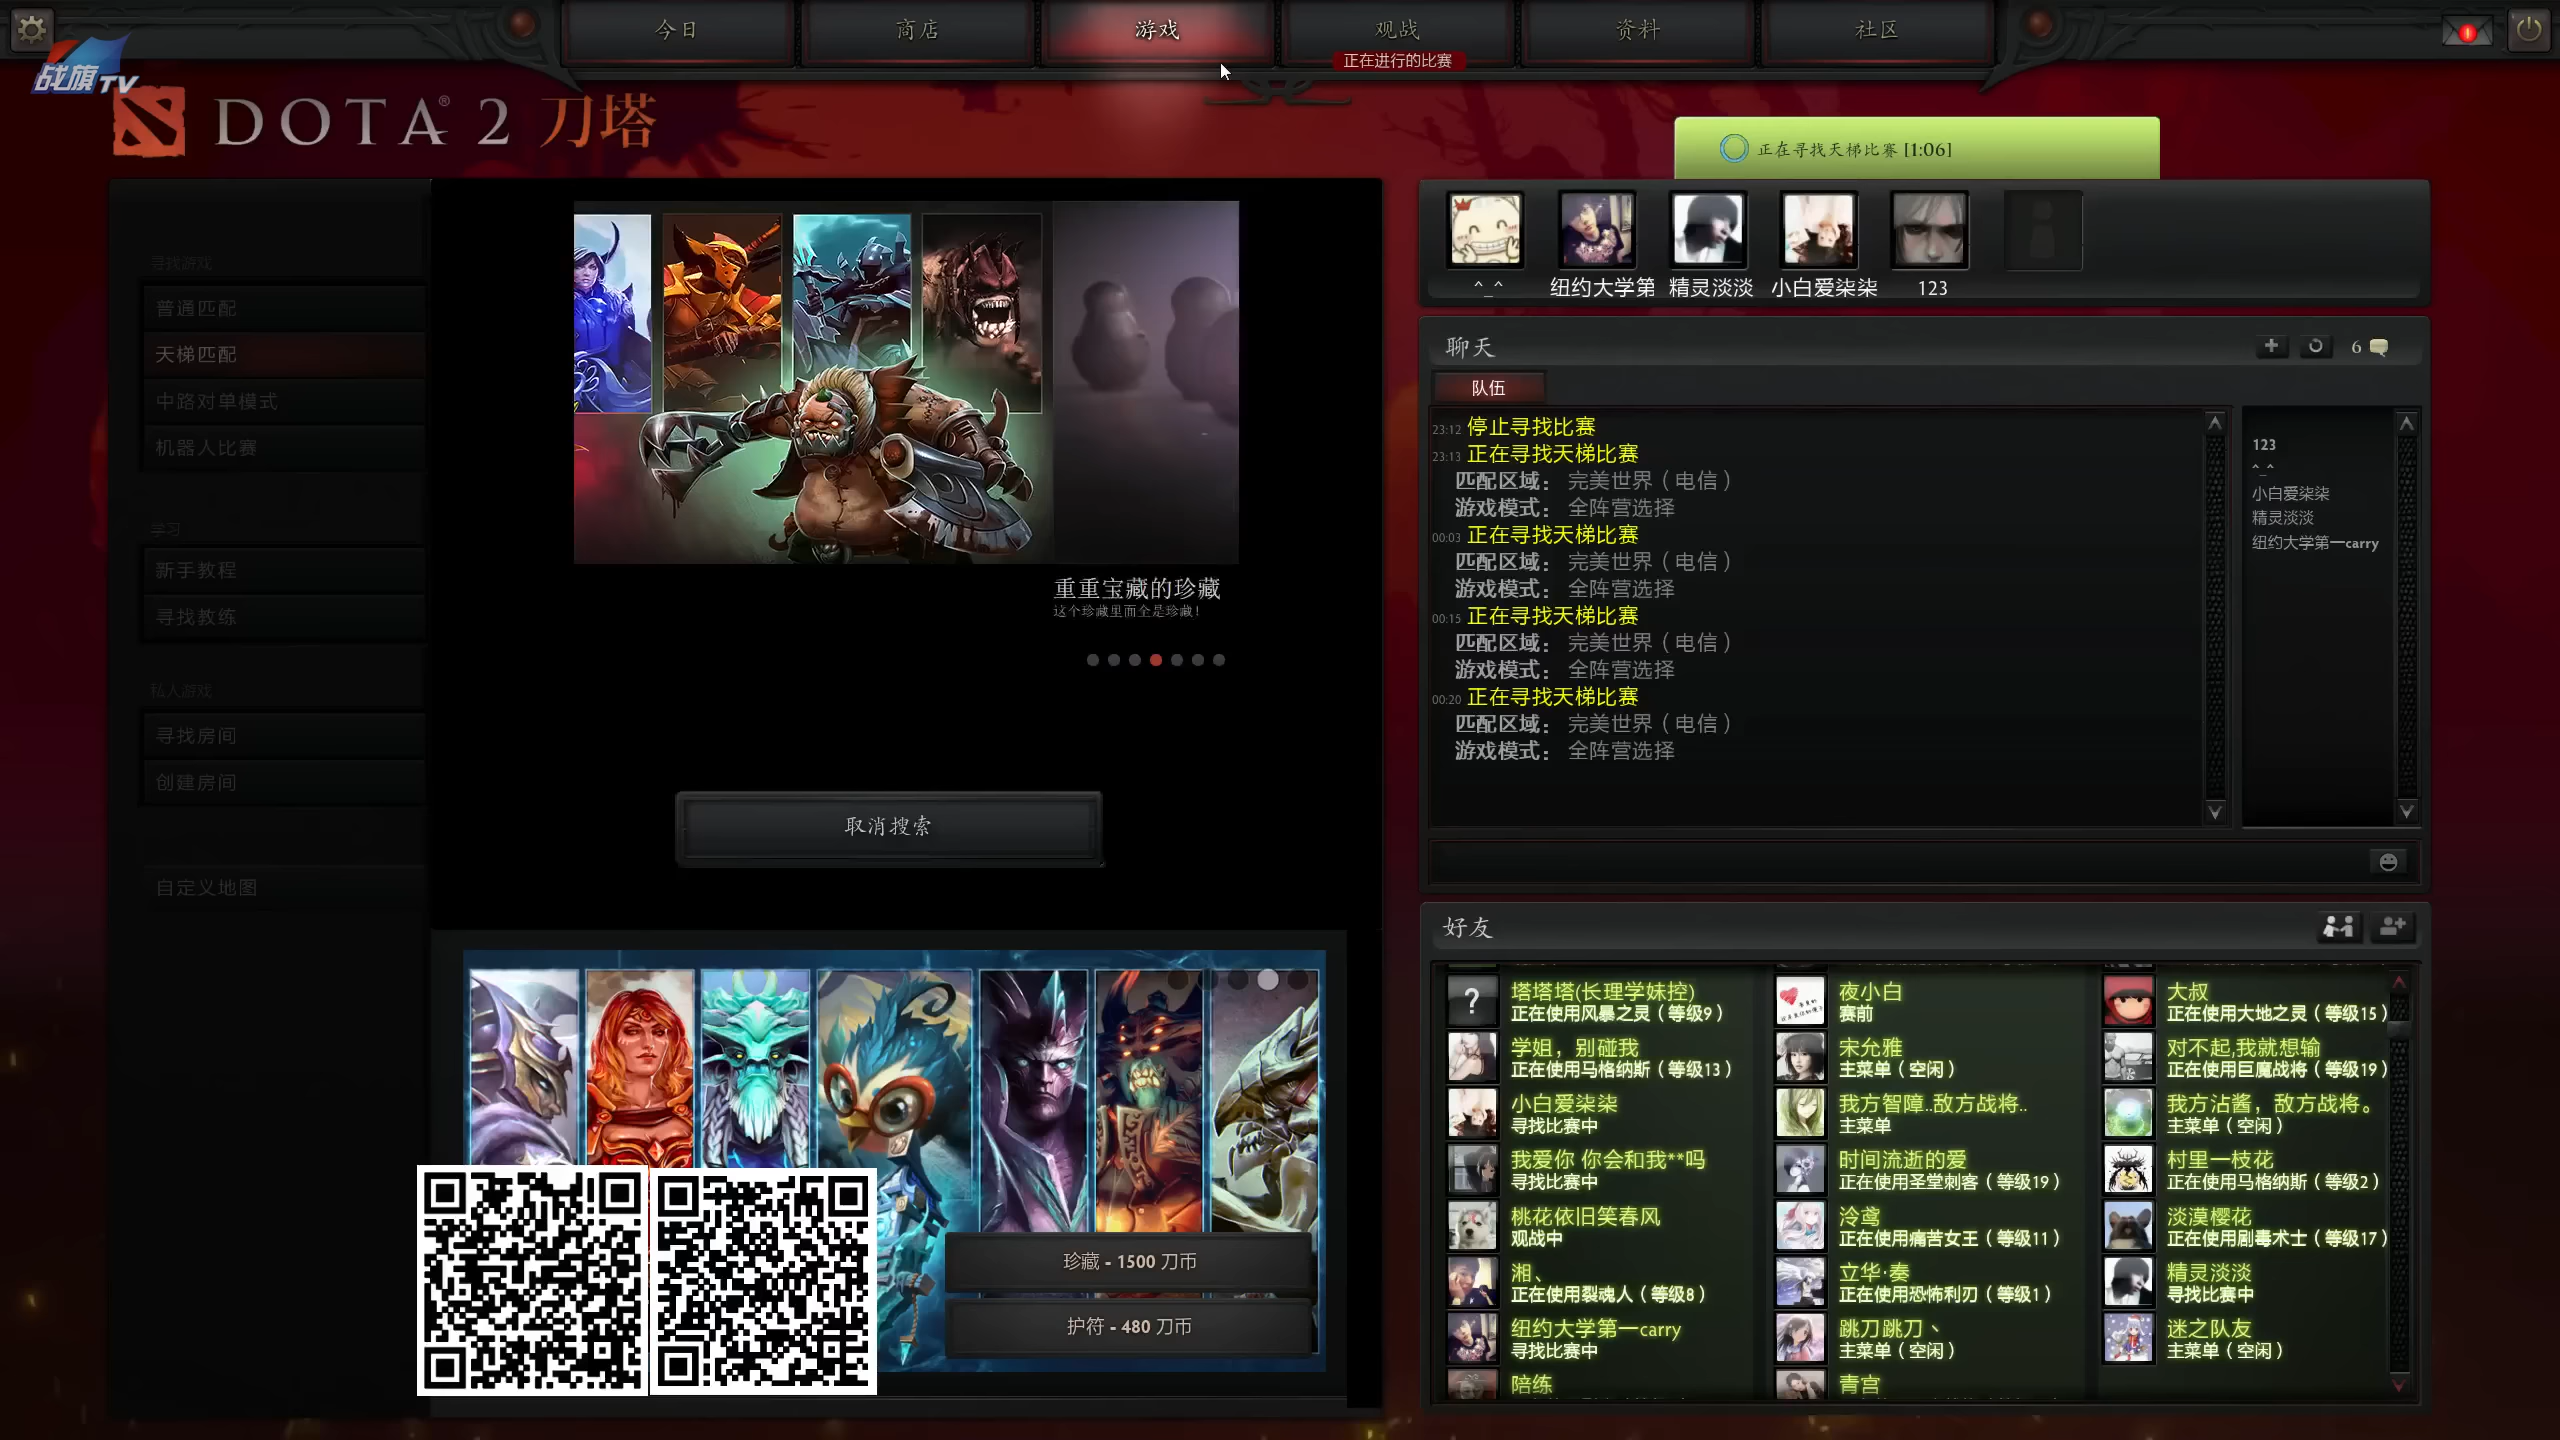 今日
商店
游戏
观战
资料
社区
正在进行的比赛
战旗TV
DOTA® 2 刀塔
正在寻找天梯比赛 [1:06]
^_^
纽约大学第
精灵淡淡
小白爱柒柒
123
寻找游戏
普通匹配
天梯匹配
中路对单模式
机器人比赛
学习
新手教程
寻找教练
私人游戏
寻找房间
创建房间
自定义地图
重重宝藏的珍藏
这个珍藏里面全是珍藏!
取消搜索
珍藏 - 1500 刀币
护符 - 480 刀币
聊天
6
队伍
23:12 停止寻找比赛
23:13 正在寻找天梯比赛
匹配区域： 完美世界（电信）
游戏模式： 全阵营选择
00:03 正在寻找天梯比赛
匹配区域： 完美世界（电信）
游戏模式： 全阵营选择
00:15 正在寻找天梯比赛
匹配区域： 完美世界（电信）
游戏模式： 全阵营选择
00:20 正在寻找天梯比赛
匹配区域： 完美世界（电信）
游戏模式： 全阵营选择
123
^_^
小白爱柒柒
精灵淡淡
纽约大学第一carry
好友
塔塔塔(长理学妹控)
正在使用风暴之灵（等级9）
夜小白
赛前
大叔
正在使用大地之灵（等级15）
学姐，别碰我
正在使用马格纳斯（等级13）
宋允雅
主菜单（空闲）
对不起,我就想输
正在使用巨魔战将（等级19）
小白爱柒柒
寻找比赛中
我方智障..敌方战将..
主菜单
我方沾酱，敌方战将。
主菜单（空闲）
我爱你 你会和我**吗
寻找比赛中
时间流逝的爱
正在使用圣堂刺客（等级19）
村里一枝花
正在使用马格纳斯（等级2）
桃花依旧笑春风
观战中
泠鸢
正在使用痛苦女王（等级11）
淡漠樱花
正在使用剧毒术士（等级17）
湘、
正在使用裂魂人（等级8）
立华·奏
正在使用恐怖利刃（等级1）
精灵淡淡
寻找比赛中
纽约大学第一carry
寻找比赛中
跳刀跳刀丶
主菜单（空闲）
迷之队友
主菜单（空闲）
陪练
青宫